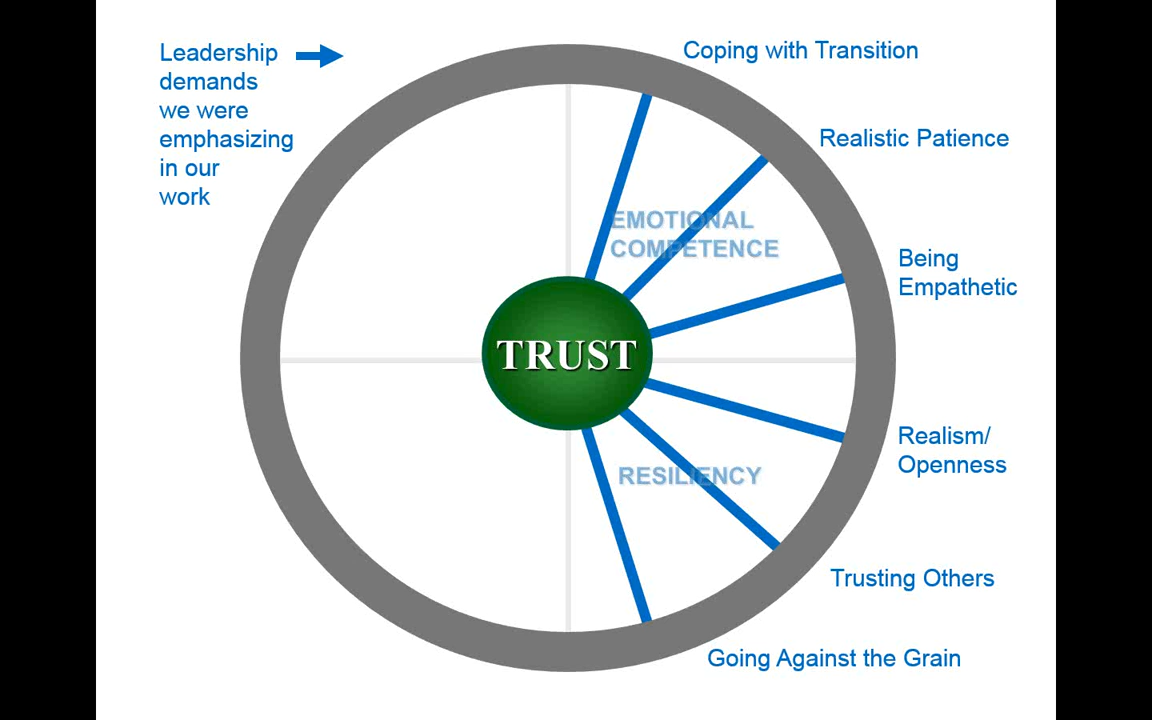 Leadership
demands
we were
emphasizing
in our
work
Coping with Transition
Realistic Patience
EMOTIONAL
COMPETENCE
Being
Empathetic
TRUST
Realism/
Openness
RESILIENCY
Trusting Others
Going Against the Grain